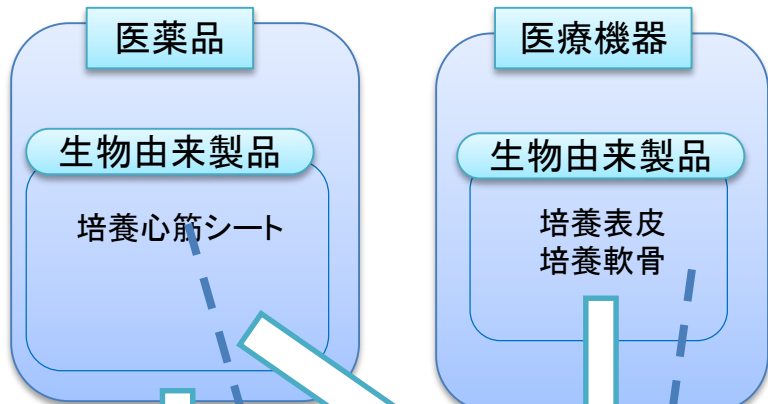 医薬品
生物由来製品
培養心筋シート
医療機器
生物由来製品
培養表皮
培養軟骨